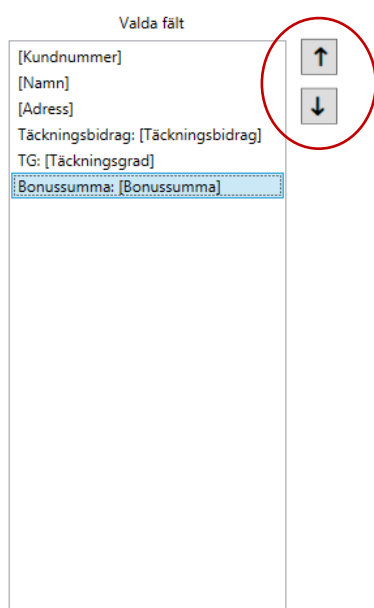 Valda fält
[Kundnummer]
[Namn]
[Adress]
Täckningsbidrag: [Täckningsbidrag]
TG: [Täckningsgrad]
Bonussumma: [Bonussumma]